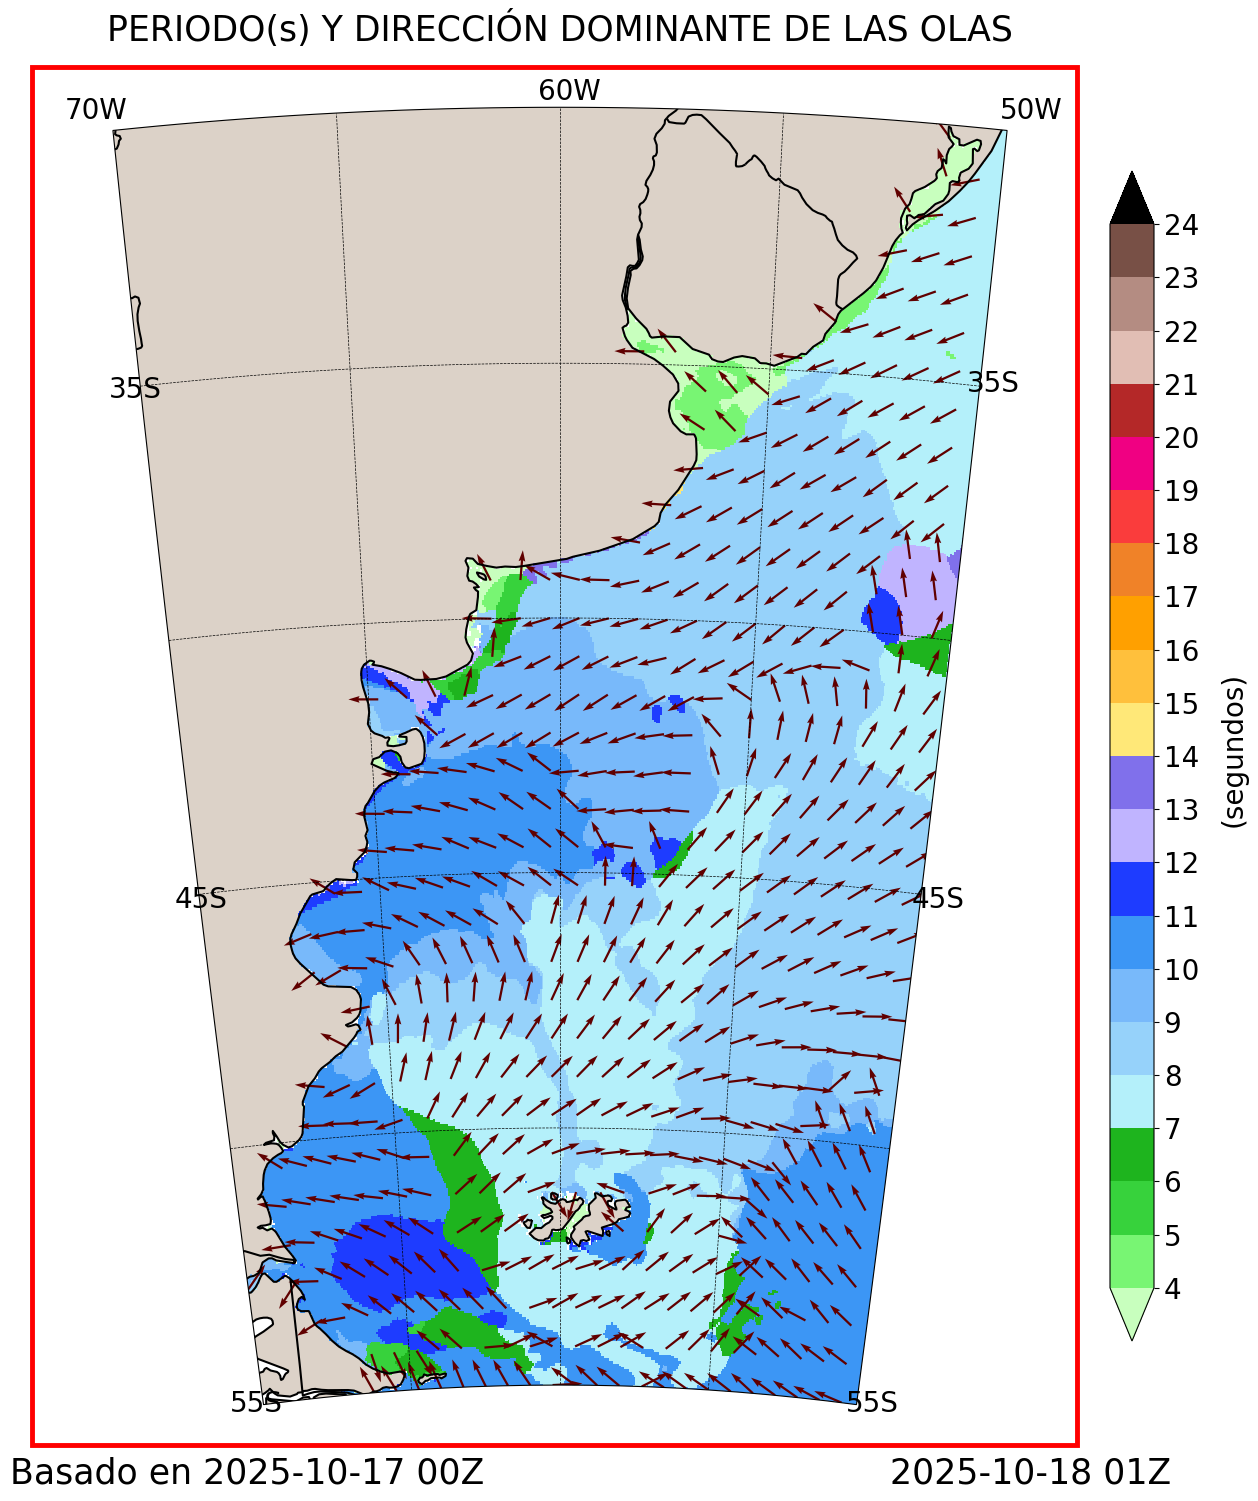 PERIODO(s) Y DIRECCIÓN DOMINANTE DE LAS OLAS
70W
60W
50W
35S
35S
45S
45S
55S
55S
24
23
22
21
20
19
18
17
16
15
14
13
12
11
10
9
8
7
6
5
4
(segundos)
Basado en 2025-10-17 00Z
2025-10-18 01Z